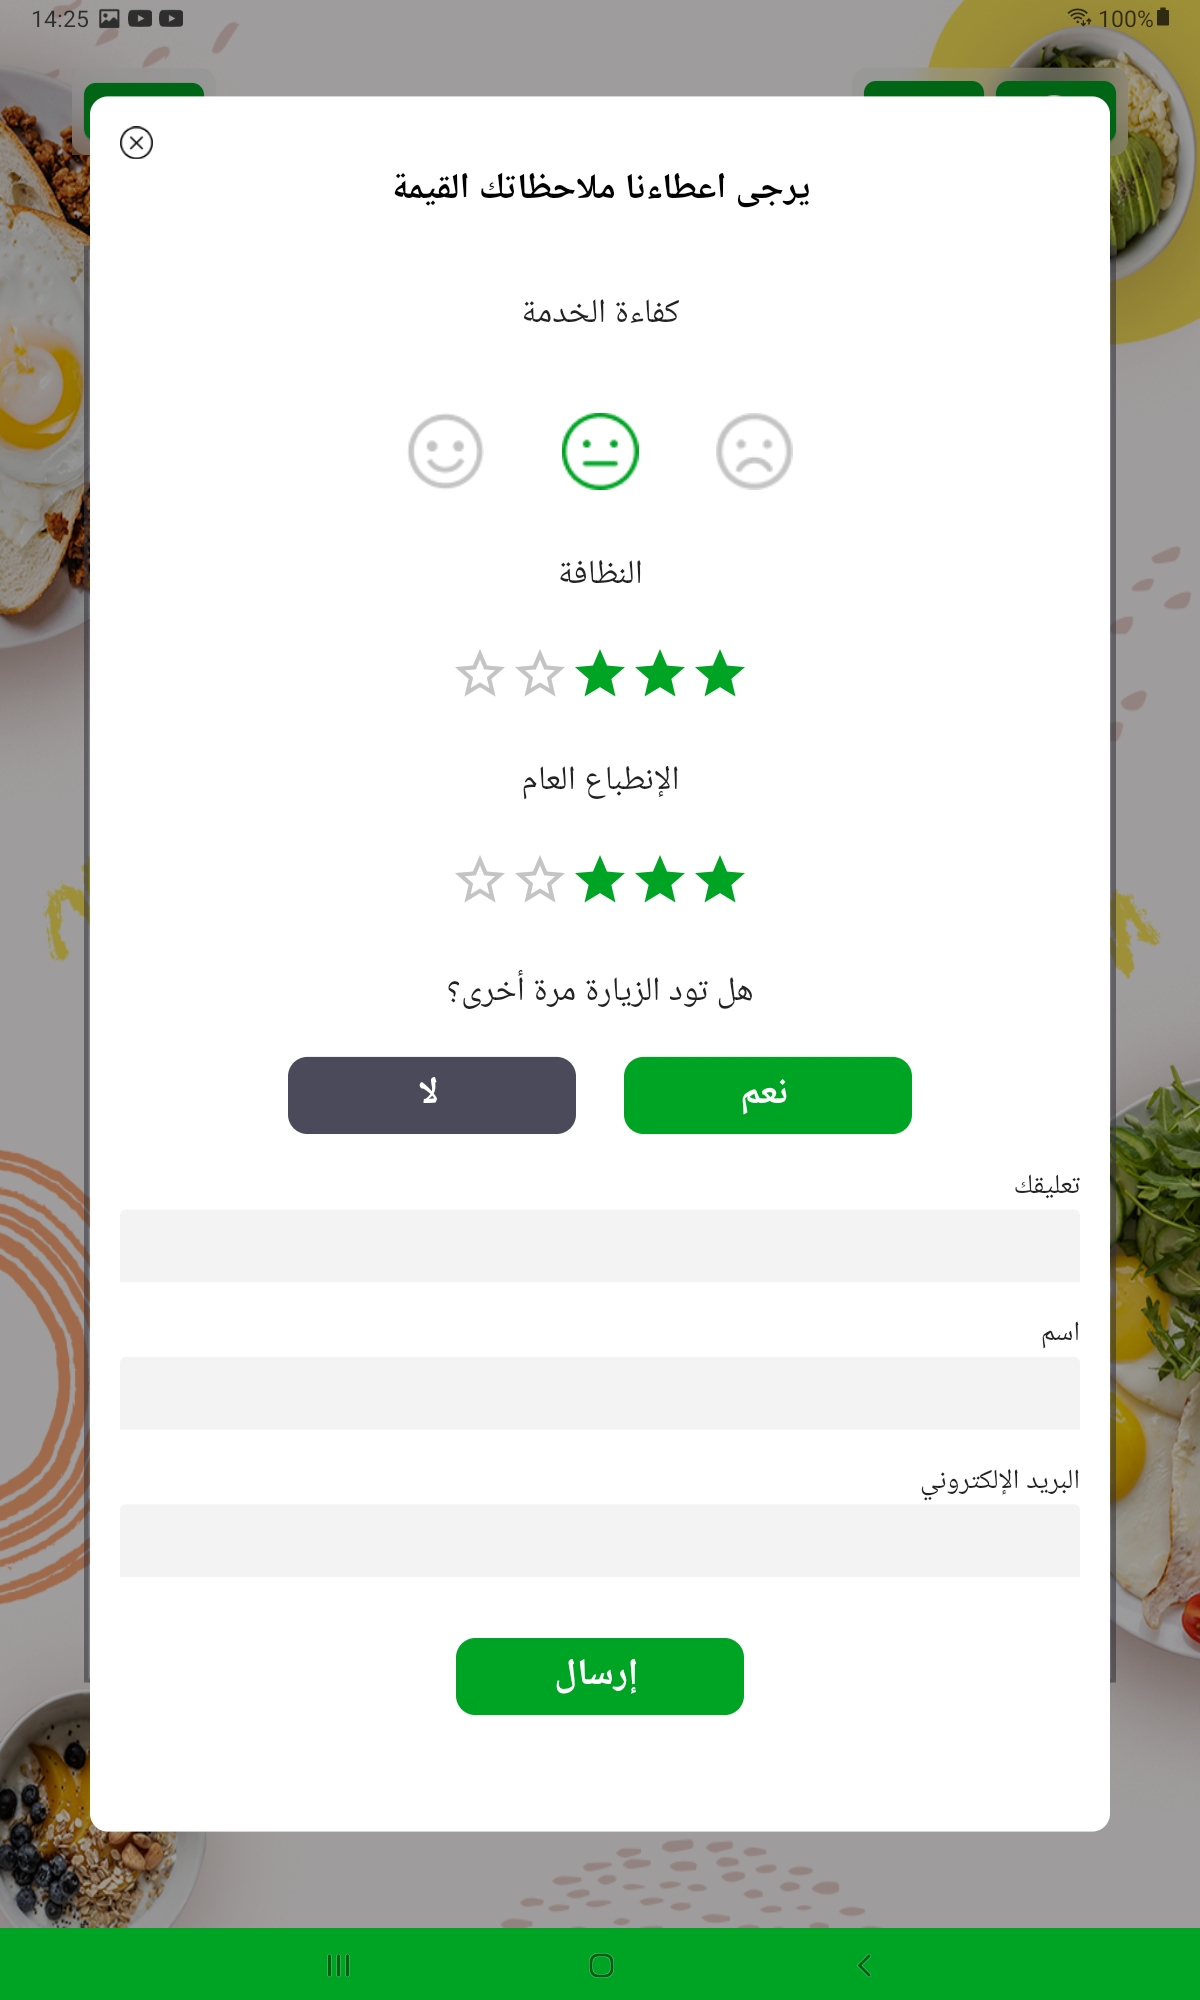 14:25
100%
يرجى اعطاءنا ملاحظاتك القيمة
كفاءة الخدمة
النظافة
الإنطباع العام
هل تود الزيارة مرة أخرى؟
نعم
لا
تعليقك
اسم
البريد الإلكتروني
إرسال